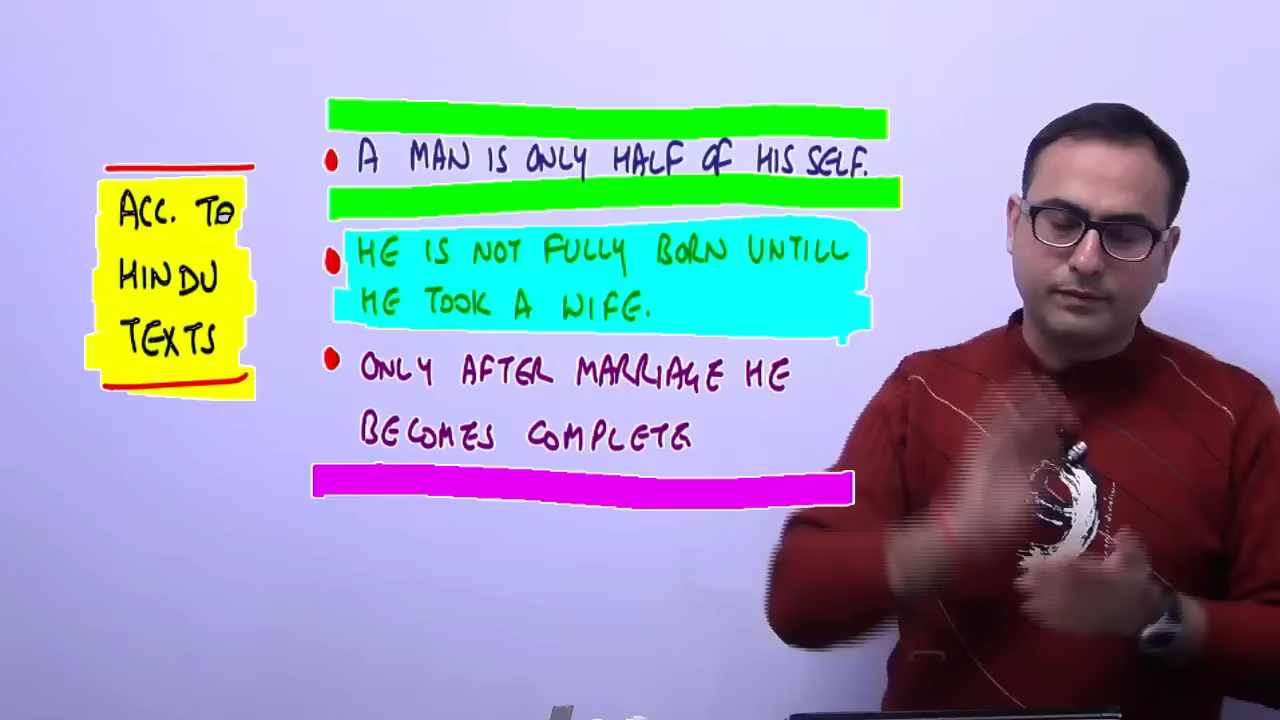 ACC. TO
HINDU
TEXTS
• A MAN IS ONLY HALF OF HIS SELF.
• HE IS NOT FULLY BORN UNTILL
HE TOOK A WIFE.
• ONLY AFTER MARRIAGE HE
BECOMES COMPLETE